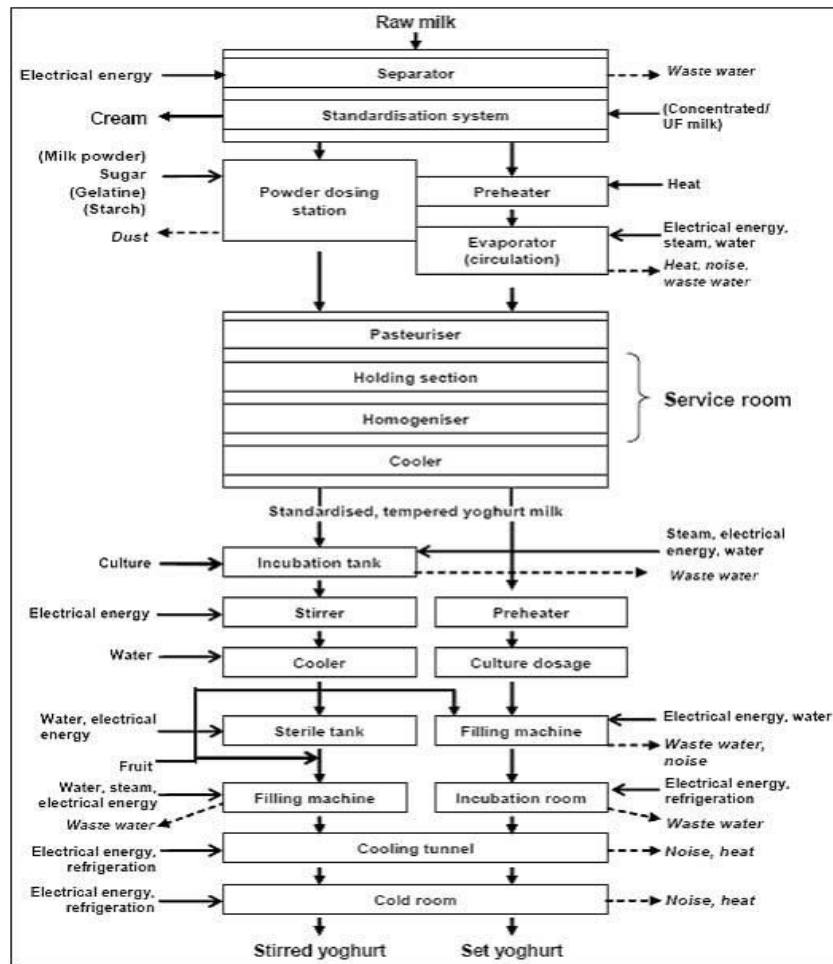 Raw milk
Electrical energy
Separator
Waste water
Cream
Standardisation system
(Concentrated/
UF milk)
(Milk powder)
Sugar
(Gelatine)
(Starch)
Dust
Powder dosing
station
Preheater
Heat
Evaporator
(circulation)
Electrical energy,
steam, water
Heat, noise,
waste water
Pasteuriser
Holding section
Homogeniser
Cooler
Service room
Standardised, tempered yoghurt milk
Culture
Incubation tank
Steam, electrical
energy, water
Waste water
Electrical energy
Stirrer
Preheater
Water
Cooler
Culture dosage
Water, electrical
energy
Sterile tank
Filling machine
Electrical energy, water
Waste water,
noise
Fruit
Water, steam,
electrical energy
Waste water
Filling machine
Incubation room
Electrical energy,
refrigeration
Waste water
Electrical energy,
refrigeration
Cooling tunnel
Noise, heat
Electrical energy,
refrigeration
Cold room
Noise, heat
Stirred yoghurt
Set yoghurt